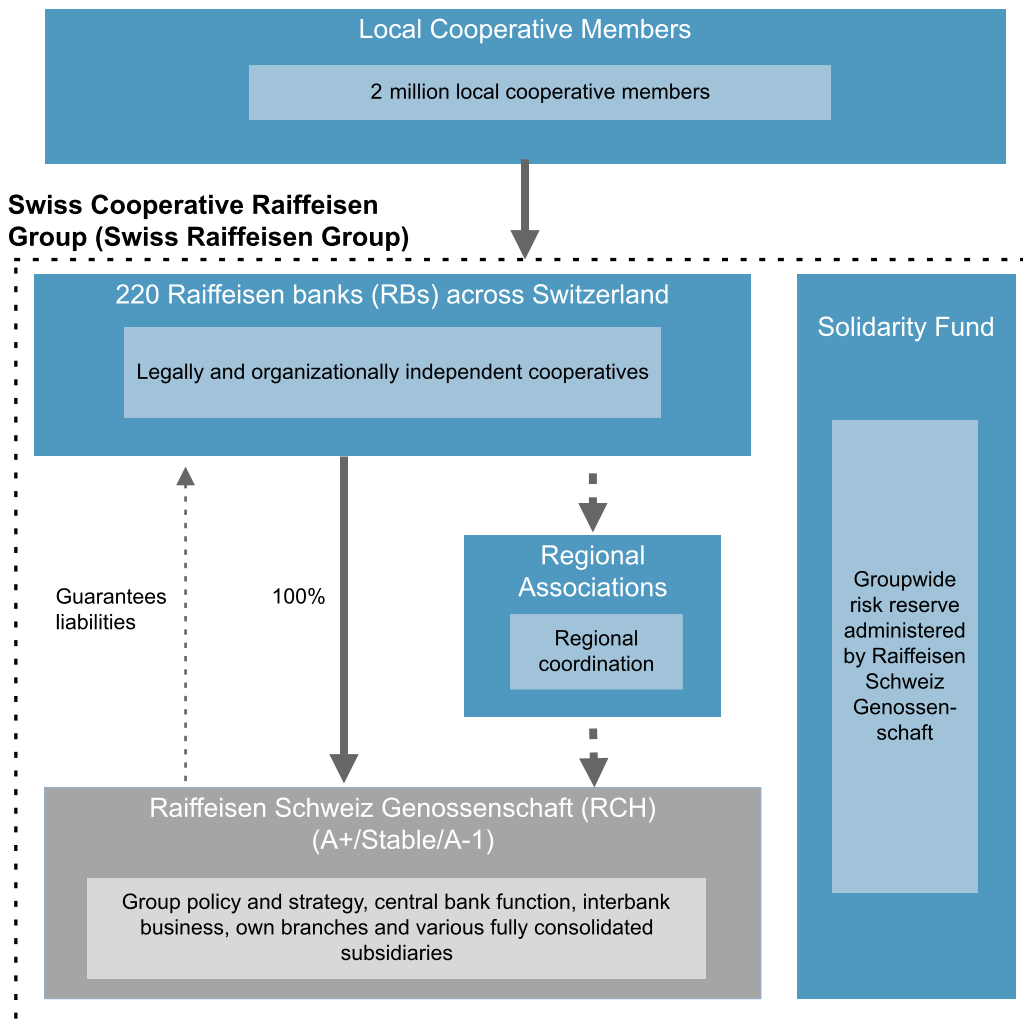 Local Cooperative Members
2 million local cooperative members
Swiss Cooperative Raiffeisen
Group (Swiss Raiffeisen Group)
220 Raiffeisen banks (RBs) across Switzerland
Legally and organizationally independent cooperatives
Solidarity Fund
Groupwide
risk reserve
administered
by Raiffeisen
Schweiz
Genossen-
schaft
Guarantees
liabilities
100%
Regional
Associations
Regional
coordination
Raiffeisen Schweiz Genossenschaft (RCH)
(A+/Stable/A-1)
Group policy and strategy, central bank function, interbank
business, own branches and various fully consolidated
subsidiaries